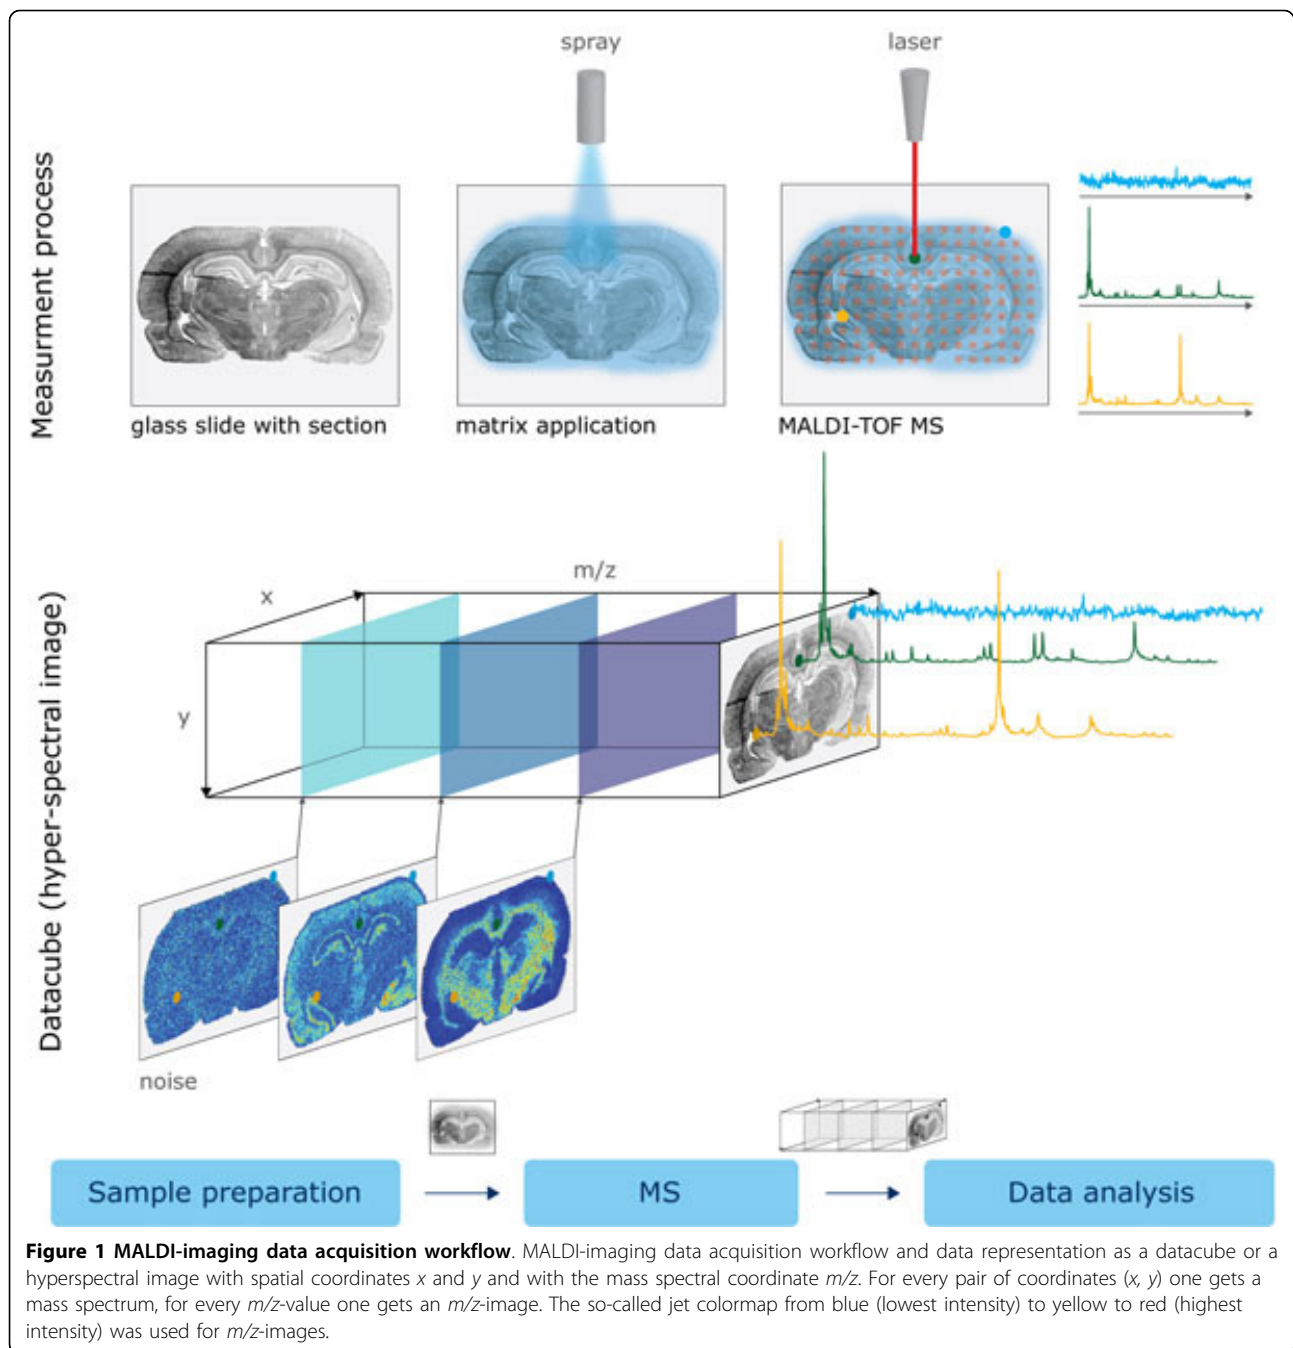 spray
laser
Measurment process
glass slide with section
matrix application
MALDI-TOF MS
m/z
x
y
Datacube (hyper-spectral image)
noise
Sample preparation
MS
Data analysis
Figure 1 MALDI-imaging data acquisition workflow. MALDI-imaging data acquisition workflow and data representation as a datacube or a
hyperspectral image with spatial coordinates x and y and with the mass spectral coordinate m/z. For every pair of coordinates (x, y) one gets a
mass spectrum, for every m/z-value one gets an m/z-image. The so-called jet colormap from blue (lowest intensity) to yellow to red (highest
intensity) was used for m/z-images.